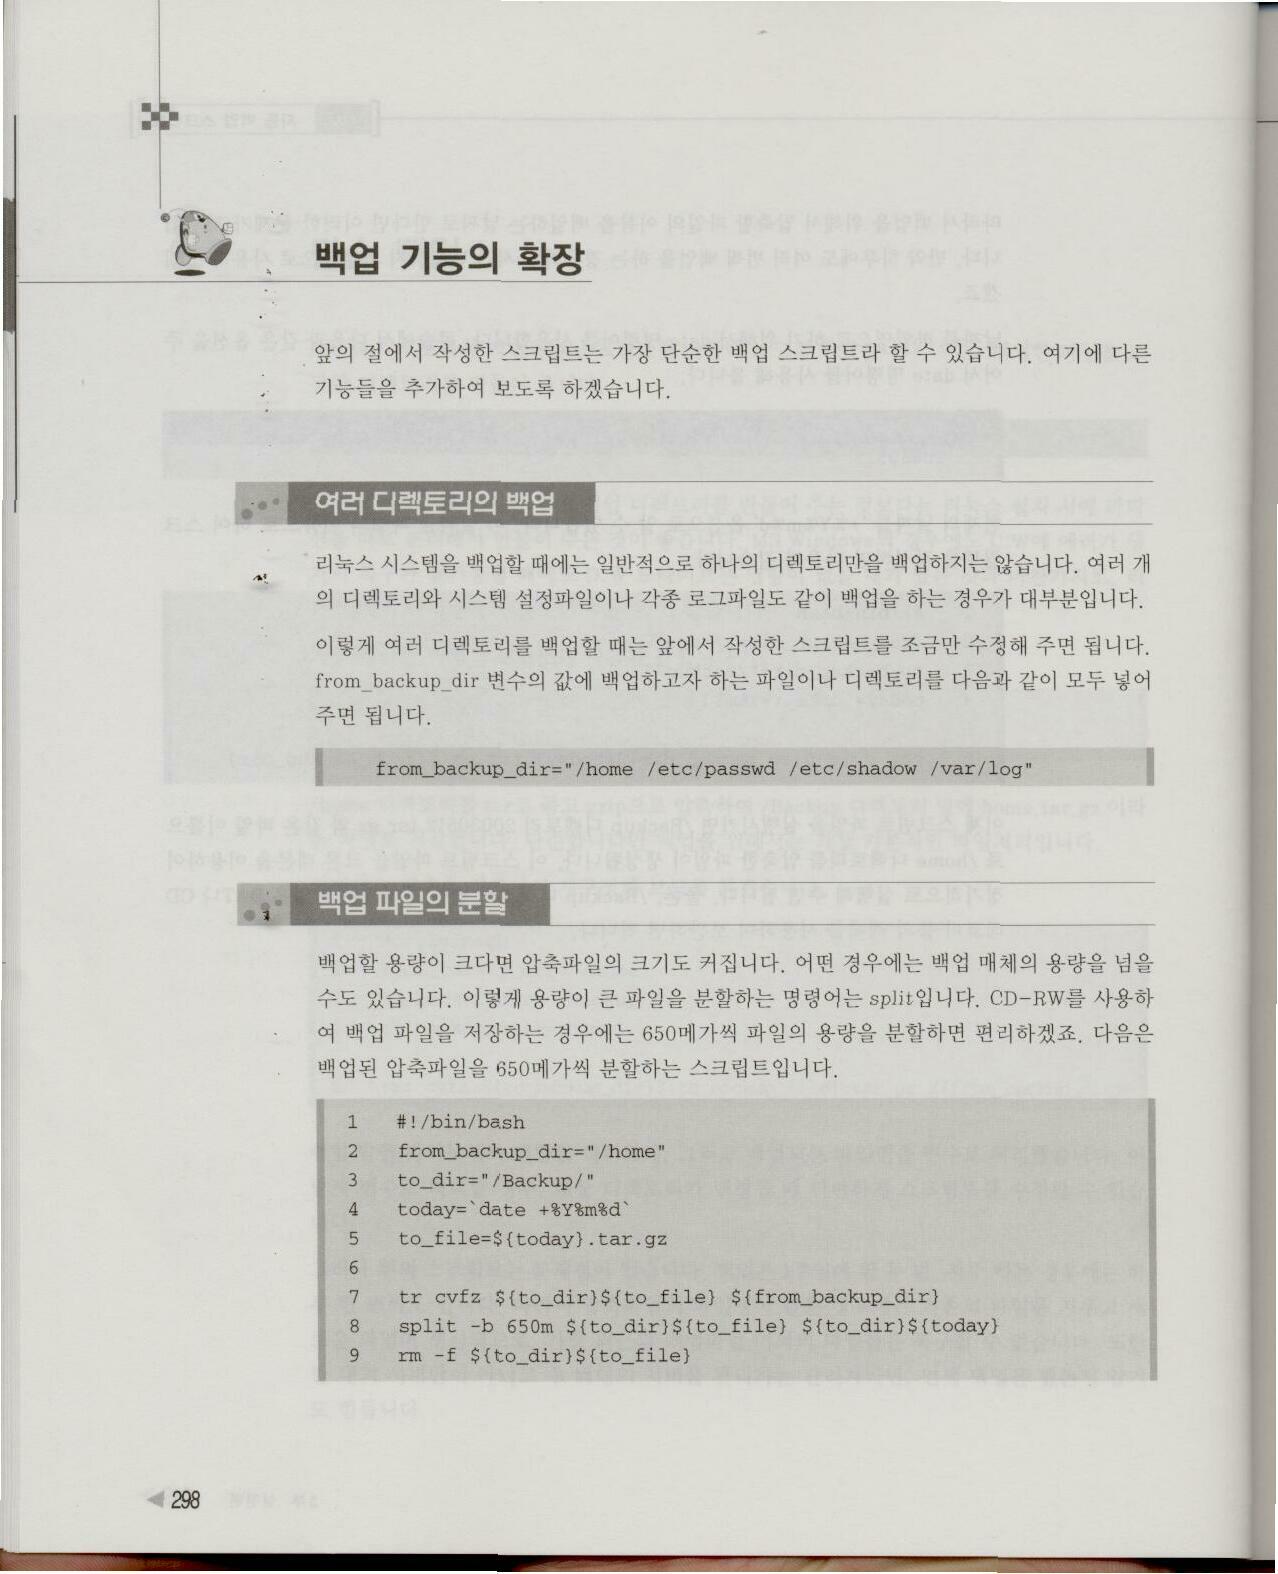 백업 기능의 확장
앞의 절에서 작성한 스크립트는 가장 단순한 백업 스크립트라 할 수 있습니다. 여기에 다른
기능들을 추가하여 보도록 하겠습니다.
여러 디렉토리의 백업
리눅스 시스템을 백업할 때에는 일반적으로 하나의 디렉토리만을 백업하지는 않습니다. 여러 개
의 디렉토리와 시스템 설정파일이나 각종 로그파일도 같이 백업을 하는 경우가 대부분입니다.
이렇게 여러 디렉토리를 백업할 때는 앞에서 작성한 스크립트를 조금만 수정해 주면 됩니다.
from_backup_dir 변수의 값에 백업하고자 하는 파일이나 디렉토리를 다음과 같이 모두 넣어
주면 됩니다.
from_backup_dir="/home /etc/passwd /etc/shadow /var/log"
백업 파일의 분할
백업할 용량이 크다면 압축파일의 크기도 커집니다. 어떤 경우에는 백업 매체의 용량을 넘을
수도 있습니다. 이렇게 용량이 큰 파일을 분할하는 명령어는 split입니다. CD-RW를 사용하
여 백업 파일을 저장하는 경우에는 650메가씩 파일의 용량을 분할하면 편리하겠죠. 다음은
백업된 압축파일을 650메가씩 분할하는 스크립트입니다.
1 #!/bin/bash
2 from_backup_dir="/home"
3 to_dir="/Backup/"
4 today=`date +%Y%m%d`
5 to_file=${today}.tar.gz
6
7 tr cvfz ${to_dir}${to_file} ${from_backup_dir}
8 split -b 650m ${to_dir}${to_file} ${to_dir}${today}
9 rm -f ${to_dir}${to_file}
298